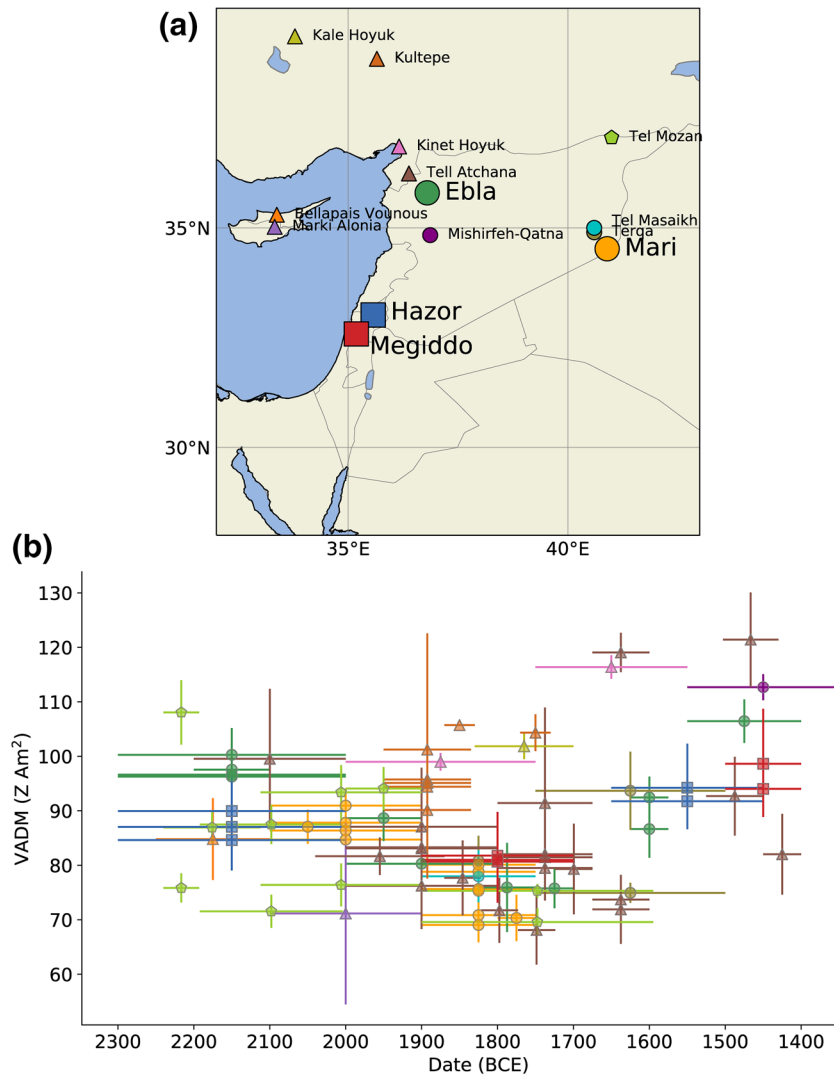 (a)
Kale Hoyuk
Kultepe
Tel Mozan
Kinet Hoyuk
Tell Atchana
Ebla
Bellapais Vounous
Marki Alonia
35°N
Mishirfeh-Qatna
Tel Masaikh
Terqa
Mari
Hazor
Megiddo
30°N
35°E 40°E
(b)
VADM (Z Am²)
130
120
110
100
90
80
70
60
2300 2200 2100 2000 1900 1800 1700 1600 1500 1400
Date (BCE)